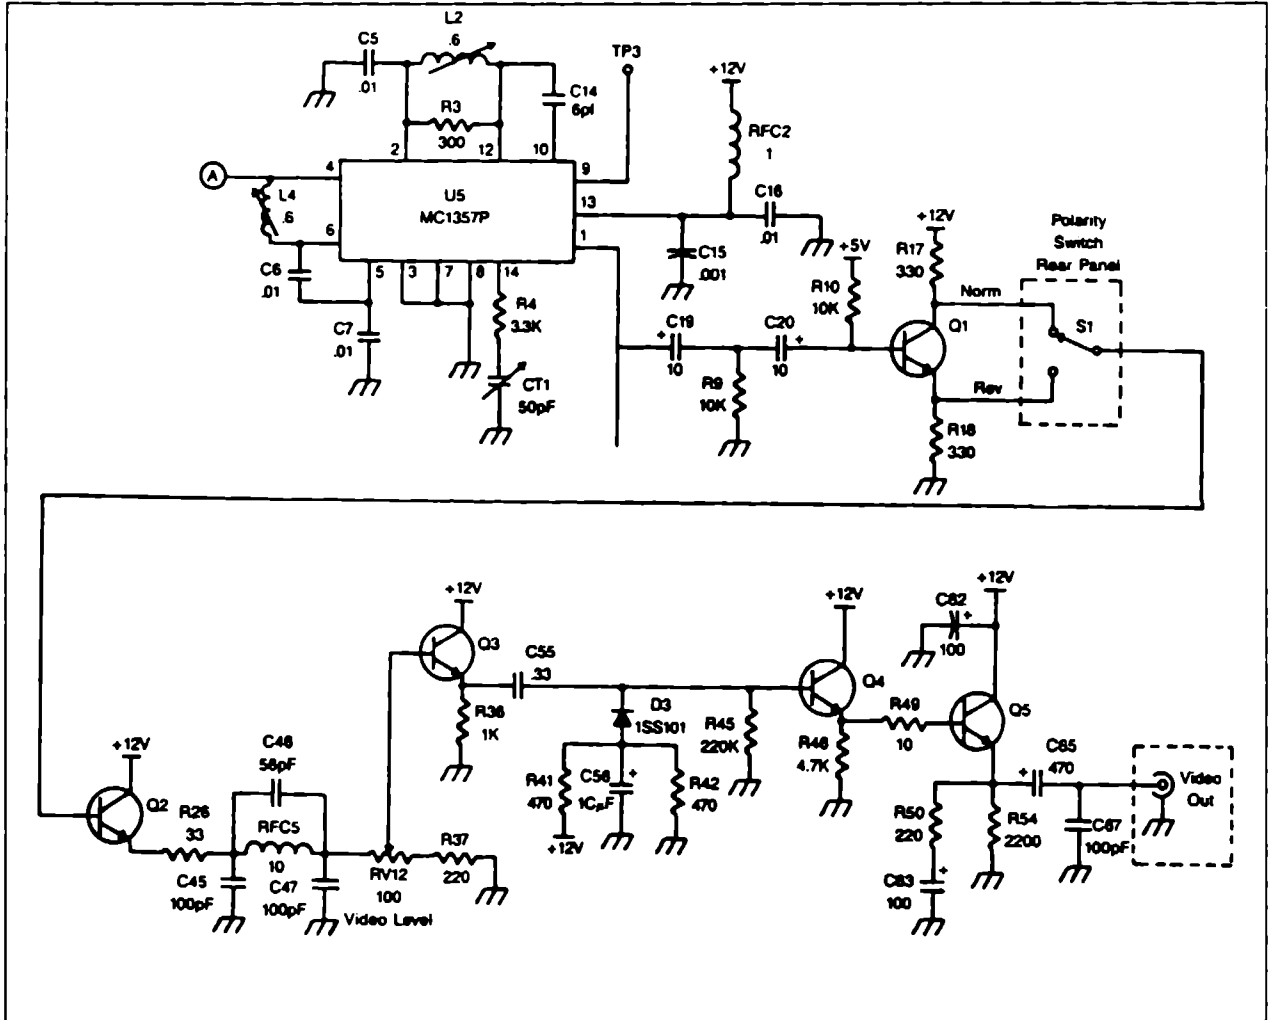 L2
.6
C5
.01
TP3
+12V
C14
6pf
R3
300
RFC2
1
2
12
10
A
4
L4
.6
U5
MC1357P
9
13
1
C16
.01
6
C6
.01
5
3
7
8
14
C15
.001
+5V
+12V
R17
330
Polarity
Switch
Rear Panel
R4
3.3K
R10
10K
Norm
Q1
S1
C7
.01
+
C19
10
C20
+
10
CT1
50pF
R9
10K
Rev
R18
330
+12V
Q3
C55
.33
+12V
C62
+
100
+12V
R36
1K
D3
1SS101
R45
220K
Q4
R49
10
Q5
+12V
C46
56pF
R41
470
C56
+
R42
470
R46
4.7K
C65
+
470
Video
Out
Q2
R26
33
RFC5
10
+12V
R50
220
R54
2200
C67
100pF
C45
100pF
C47
100pF
RV12
100
R37
220
C63
+
100
Video Level